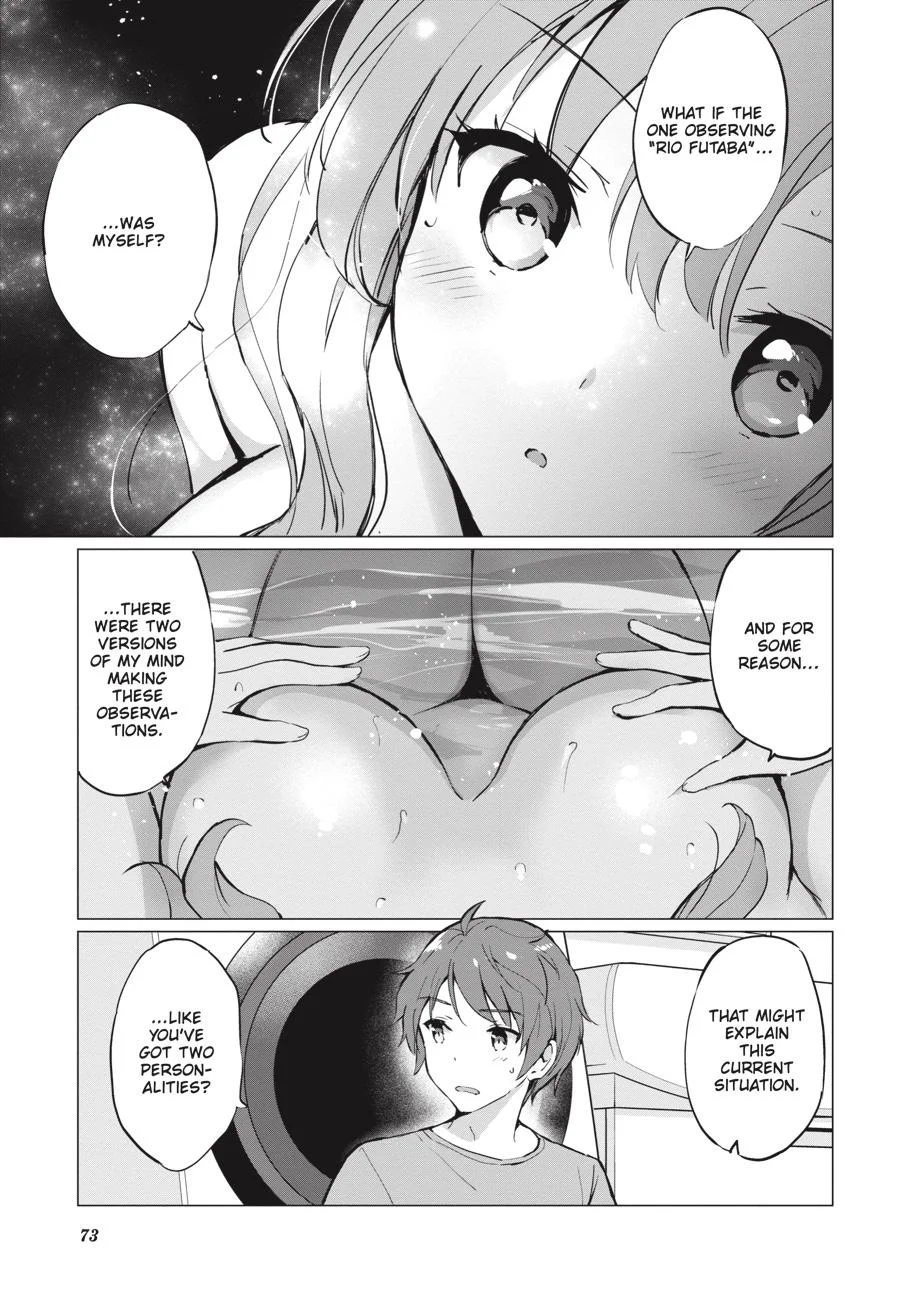 WHAT IF THE
ONE OBSERVING
"RIO FUTABA"...
...WAS
MYSELF?
AND FOR
SOME
REASON...
...THERE
WERE TWO
VERSIONS
OF MY MIND
MAKING
THESE
OBSERVA-
TIONS.
THAT MIGHT
EXPLAIN
THIS
CURRENT
SITUATION.
...LIKE
YOU'VE
GOT TWO
PERSON-
ALITIES?
73